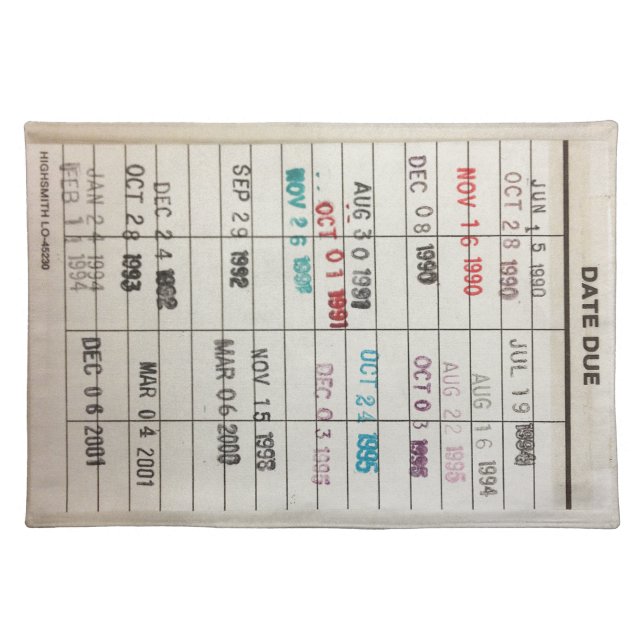 DATE DUE
JUN 15 1990
OCT 28 1990
NOV 16 1990
DEC 08 1990
AUG 30 1991
OCT 01 1991
NOV 26
SEP 29 1992
DEC 24 1992
OCT 28 1993
JAN 24 1994
FEB 11 1994
JUL 19 1994
AUG 16 1994
AUG 22 1995
OCT 03 1995
OCT 24 1995
DEC 03 1995
NOV 15 1998
MAR 06 2000
MAR 04 2001
DEC 06 2001
HIGHSMITH LO-45230